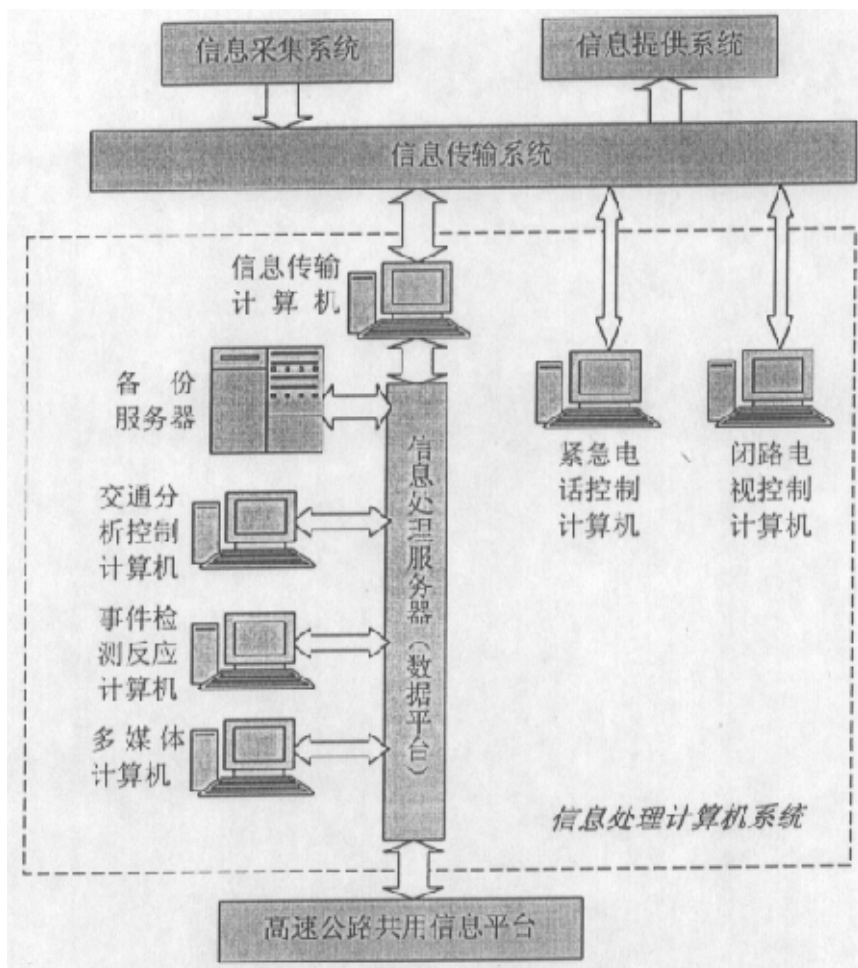 信息采集系统
信息提供系统
信息传输系统
信息传输
计算机
备份
服务器
信息处理服务器（数据平台）
紧急电
话控制
计算机
闭路电
视控制
计算机
交通分
析控制
计算机
事件检
测反应
计算机
多媒体
计算机
信息处理计算机系统
高速公路共用信息平台